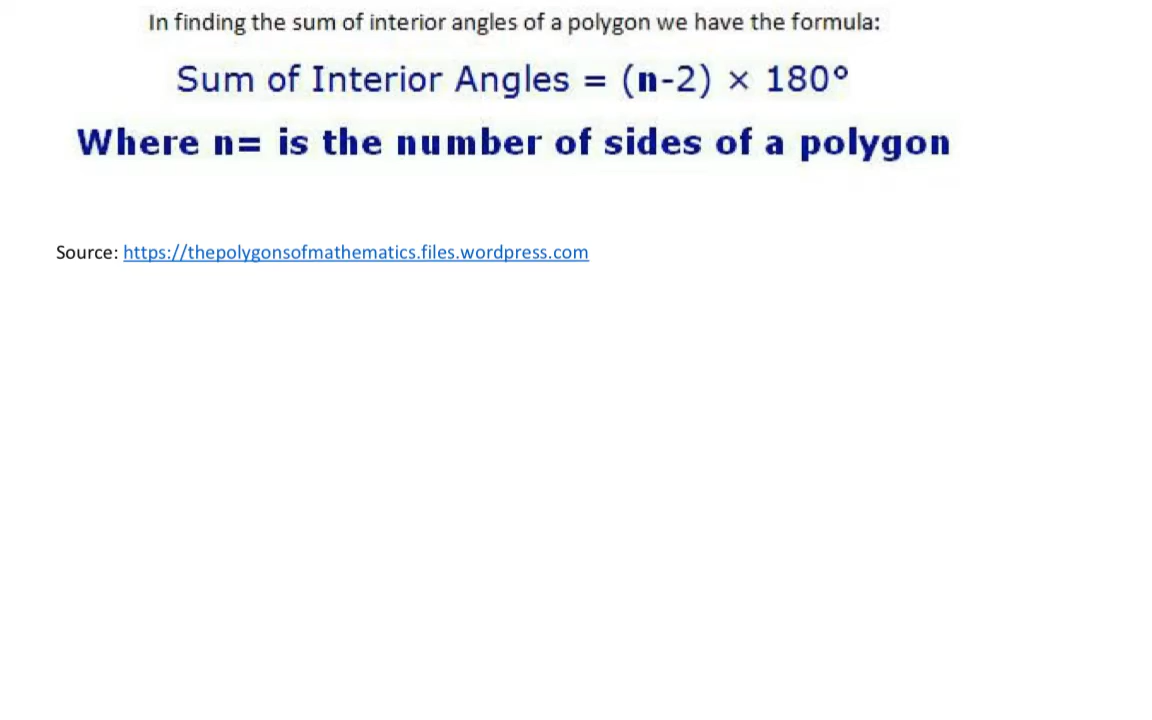 In finding the sum of interior angles of a polygon we have the formula:
Sum of Interior Angles = (n-2) × 180°
Where n= is the number of sides of a polygon
Source: https://thepolygonsofmathematics.files.wordpress.com